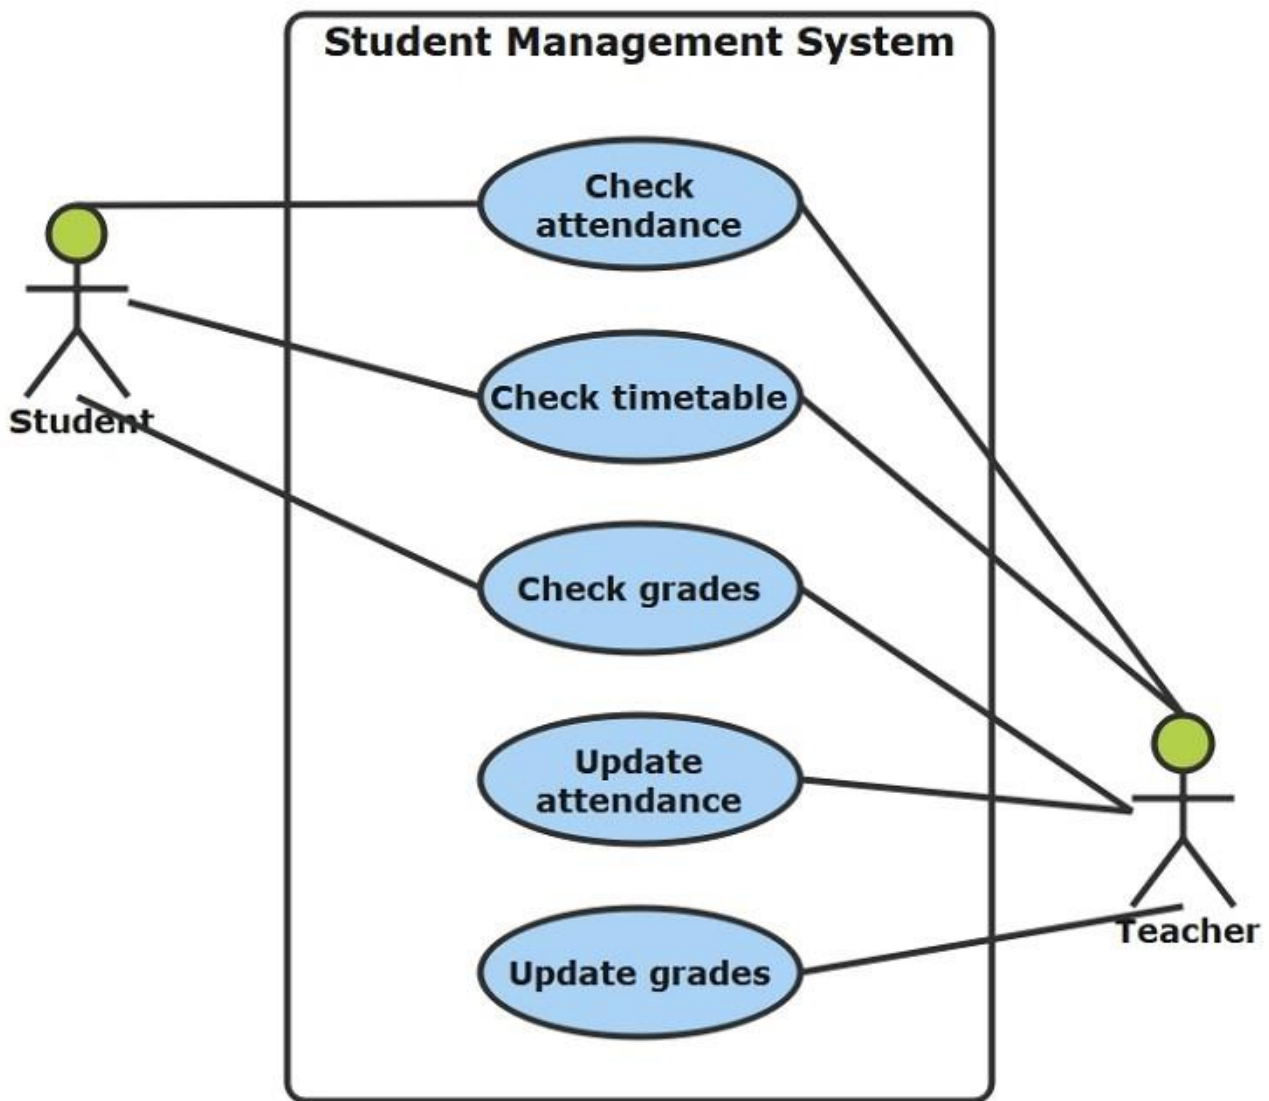 Student Management System
Check
attendance
Check timetable
Student
Check grades
Update
attendance
Teacher
Update grades